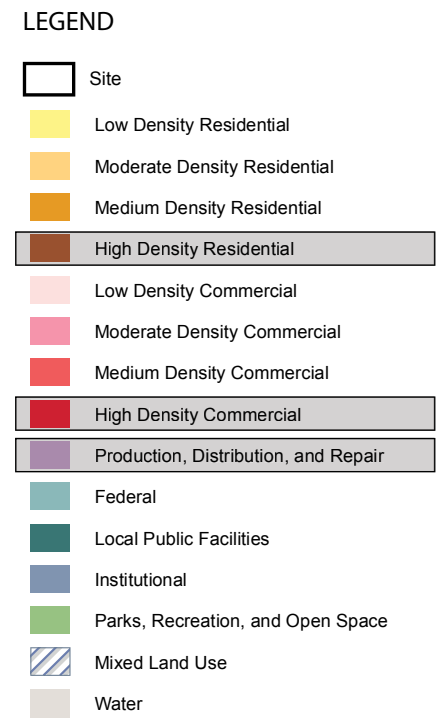 LEGEND
Site
Low Density Residential
Moderate Density Residential
Medium Density Residential
High Density Residential
Low Density Commercial
Moderate Density Commercial
Medium Density Commercial
High Density Commercial
Production, Distribution, and Repair
Federal
Local Public Facilities
Institutional
Parks, Recreation, and Open Space
Mixed Land Use
Water